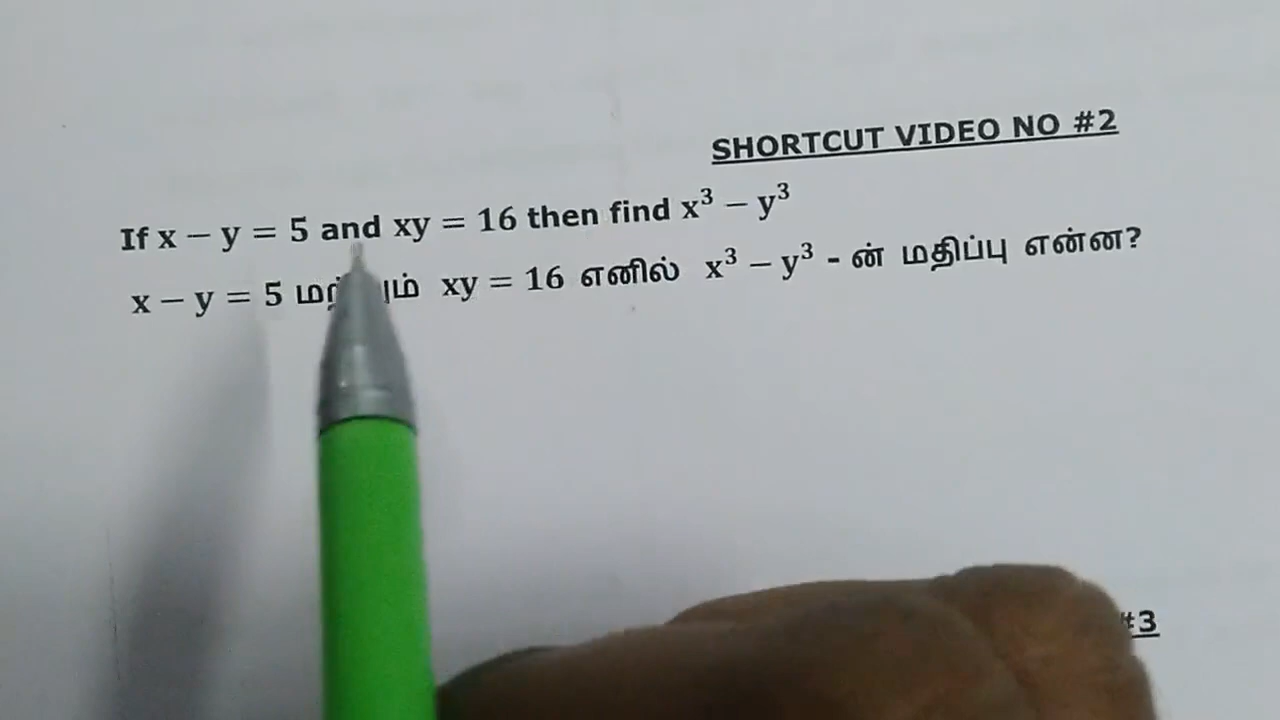 SHORTCUT VIDEO NO #2
If x − y = 5 and xy = 16 then find x³ − y³
x − y = 5 xy = 16 எனில் x³ − y³ - ன் மதிப்பு என்ன?
#3